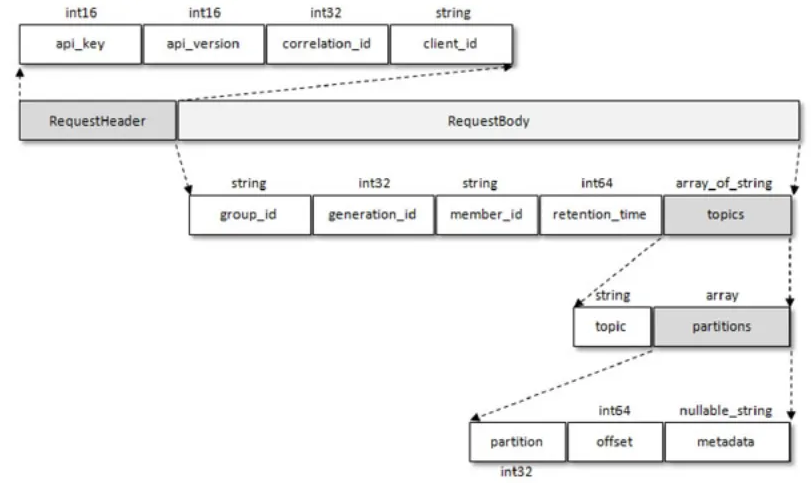 int16 int16 int32 string
api_key api_version correlation_id client_id
RequestHeader RequestBody
string int32 string int64 array_of_string
group_id generation_id member_id retention_time topics
string array
topic partitions
int64 nullable_string
partition offset metadata
int32